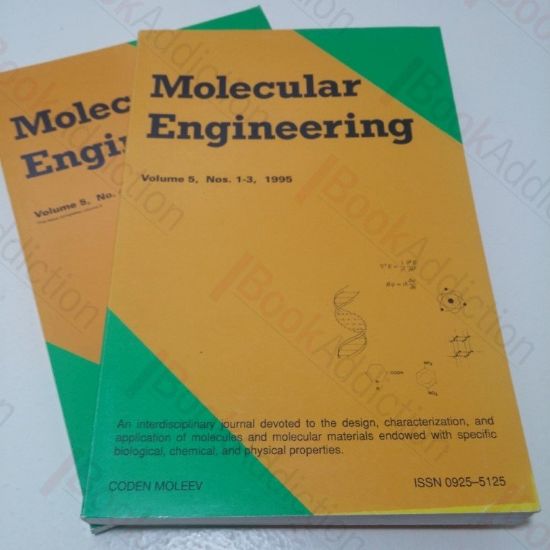 Molecular
Engineering
Volume 5, Nos. 1-3, 1995
An interdisciplinary journal devoted to the design, characterization, and
application of molecules and molecular materials endowed with specific
biological, chemical, and physical properties.
CODEN MOLEEV
ISSN 0925–5125
Molec
Engin
Volume 5, No.
BookAddiction